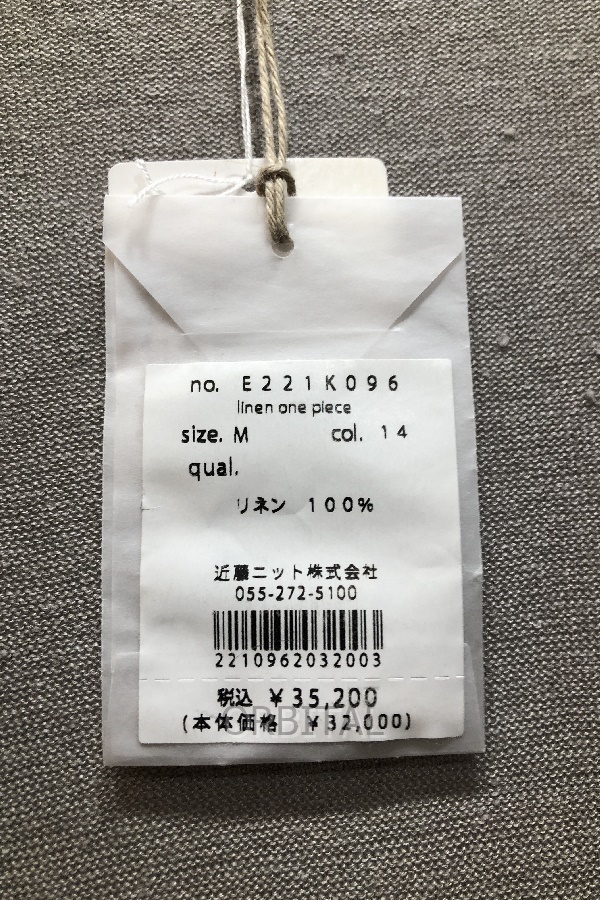 no. E221K096
linen one piece
size. M col. 14
qual.
リネン 100%
近藤ニット株式会社
055-272-5100
2210962032003
税込 ¥35,200
(本体価格 ¥32,000)
ORBITAL